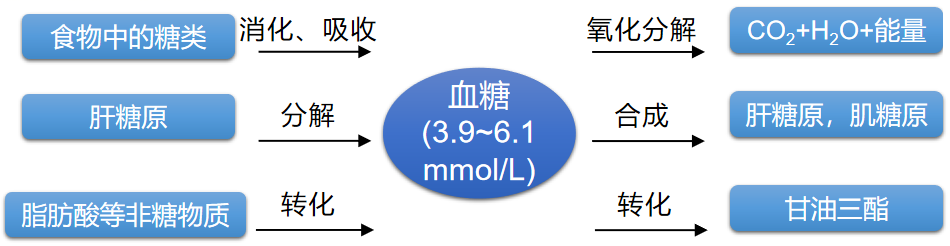 食物中的糖类
消化、吸收
氧化分解
CO₂+H₂O+能量
肝糖原
分解
血糖
(3.9~6.1
mmol/L)
合成
肝糖原，肌糖原
脂肪酸等非糖物质
转化
转化
甘油三酯